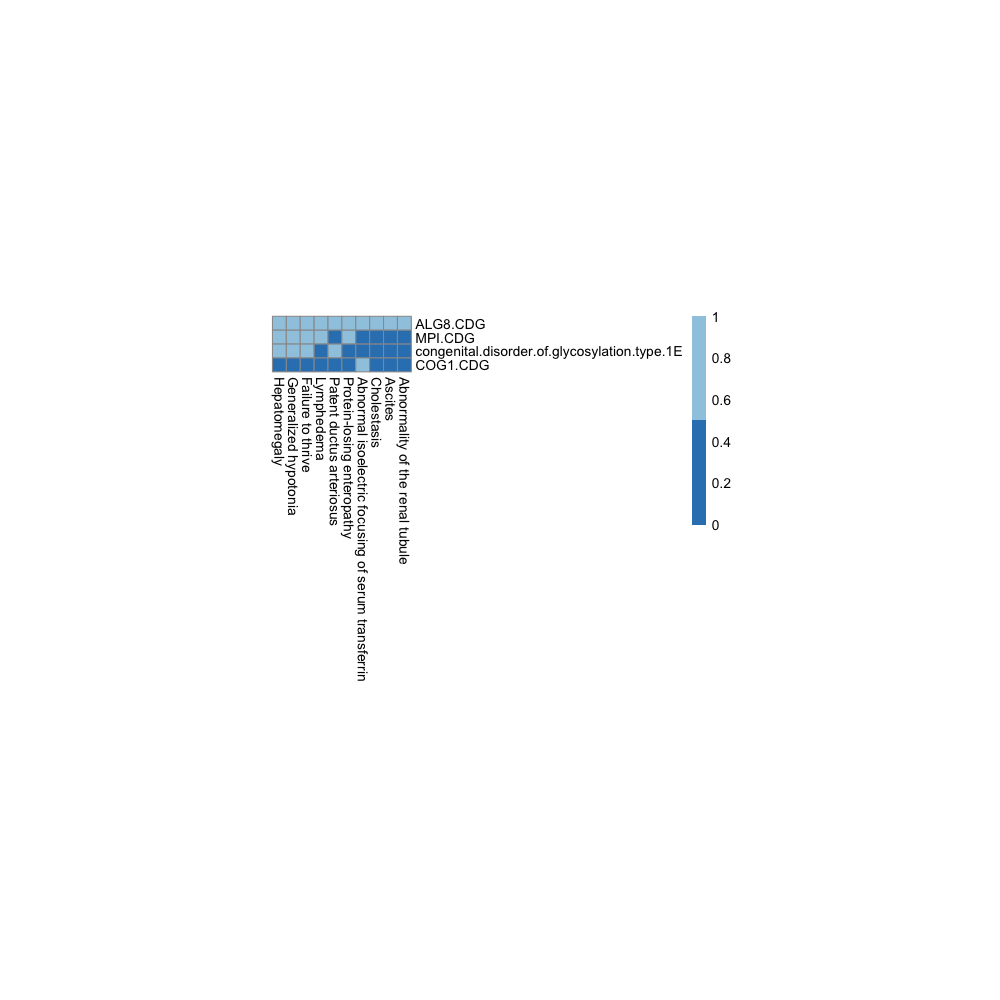 ALG8.CDG
MPI.CDG
congenital.disorder.of.glycosylation.type.1E
COG1.CDG
Hepatomegaly
Generalized hypotonia
Failure to thrive
Lymphedema
Patent ductus arteriosus
Protein-losing enteropathy
Abnormal isoelectric focusing of serum transferrin
Cholestasis
Ascites
Abnormality of the renal tubule
1
0.8
0.6
0.4
0.2
0